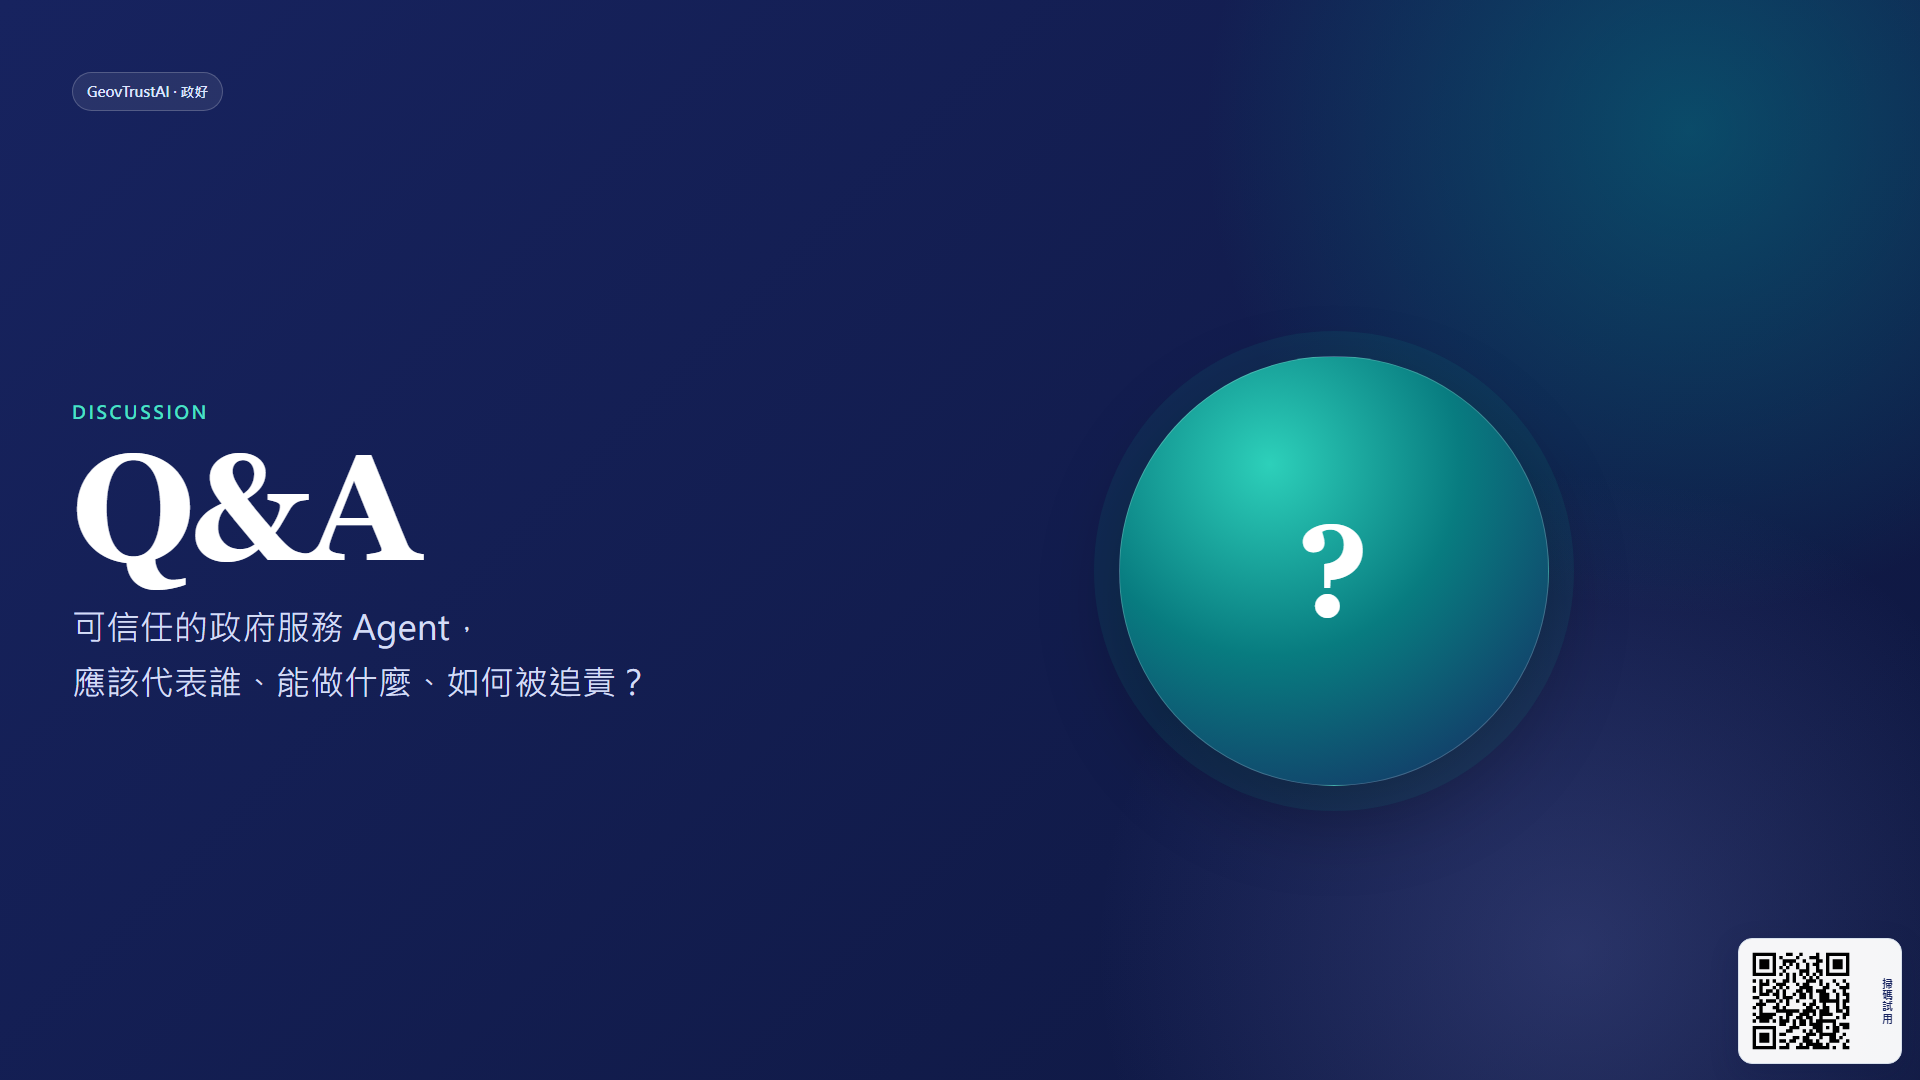 GeovTrustAI · 政好
DISCUSSION
Q&A
可信任的政府服務 Agent，
應該代表誰、能做什麼、如何被追責？
?
掃碼試用